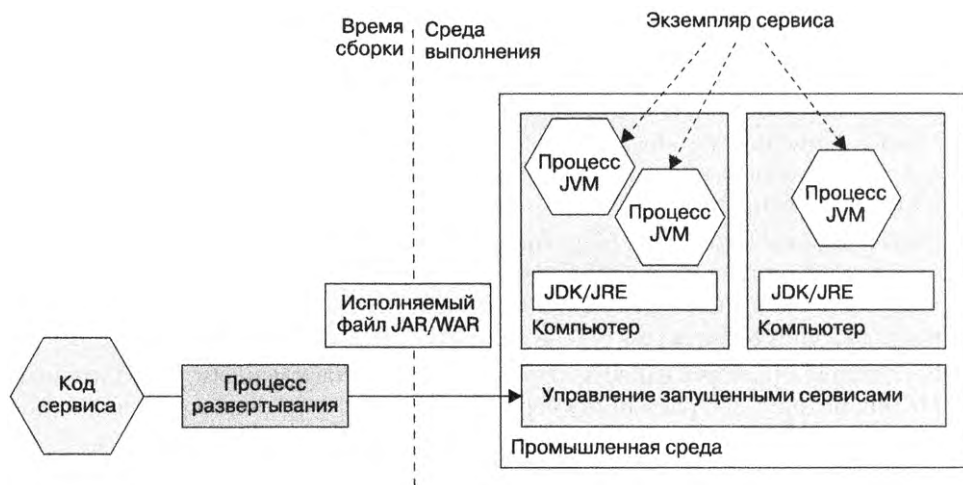 Время
сборки
Среда
выполнения
Экземпляр сервиса
Процесс
JVM
Процесс
JVM
Процесс
JVM
JDK/JRE
Компьютер
JDK/JRE
Компьютер
Исполняемый
файл JAR/WAR
Код
сервиса
Процесс
развертывания
Управление запущенными сервисами
Промышленная среда